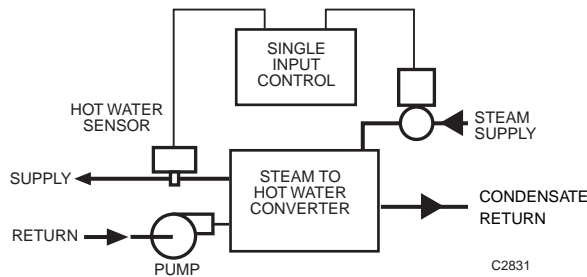 SINGLE
INPUT
CONTROL
HOT WATER
SENSOR
STEAM
SUPPLY
SUPPLY
STEAM TO
HOT WATER
CONVERTER
CONDENSATE
RETURN
RETURN
PUMP
C2831